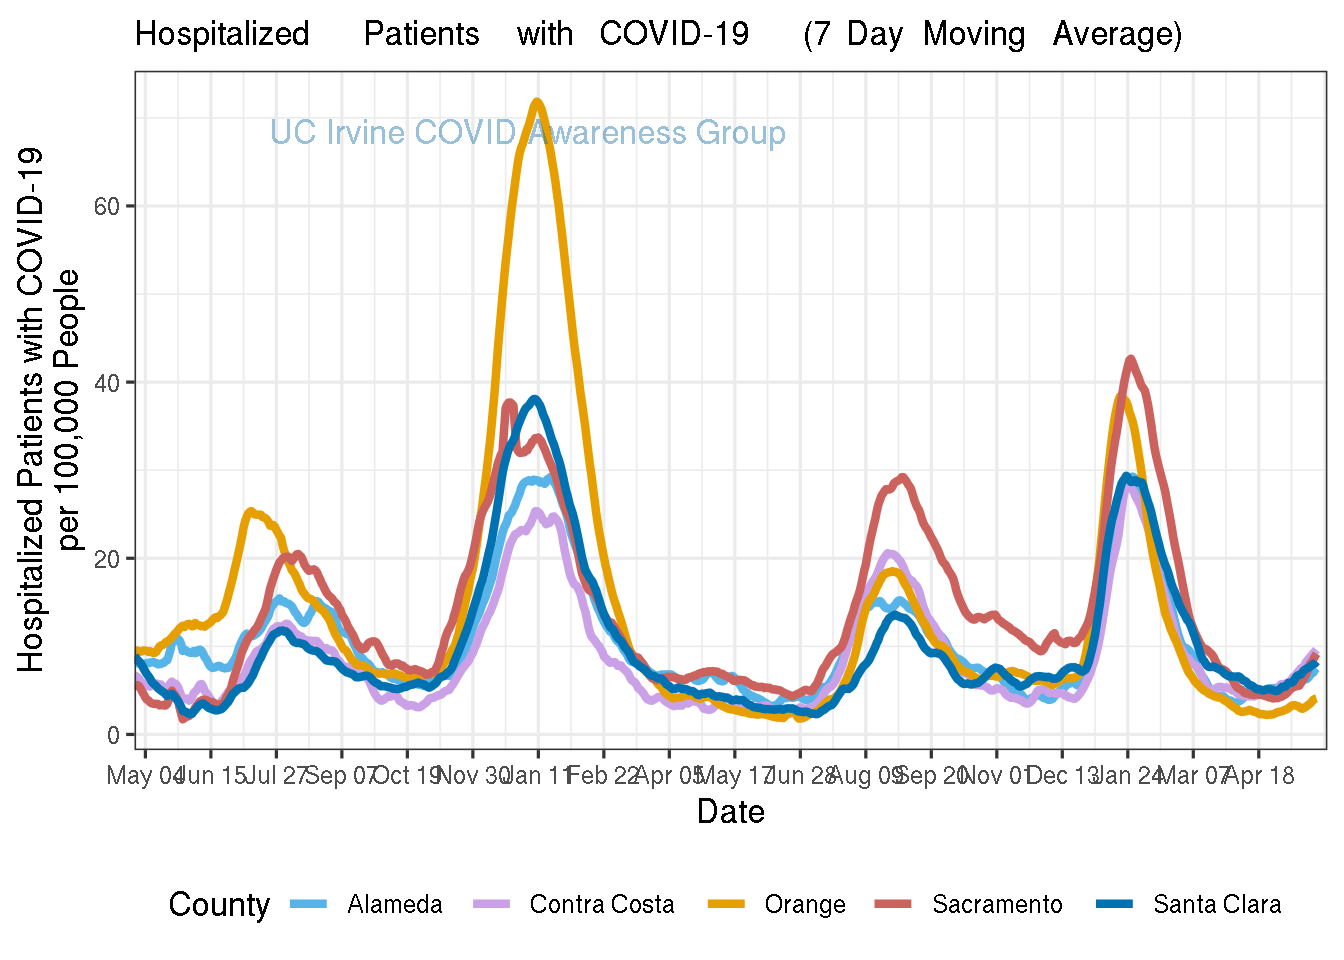 Hospitalized Patients with COVID-19 (7 Day Moving Average)
UC Irvine COVID Awareness Group
Hospitalized Patients with COVID-19
per 100,000 People
60
40
20
0
May 04 Jun 15 Jul 27 Sep 07 Oct 19 Nov 30 Jan 11 Feb 22 Apr 05 May 17 Jun 28 Aug 09 Sep 20 Nov 01 Dec 13 Jan 24 Mar 07 Apr 18
Date
County Alameda Contra Costa Orange Sacramento Santa Clara